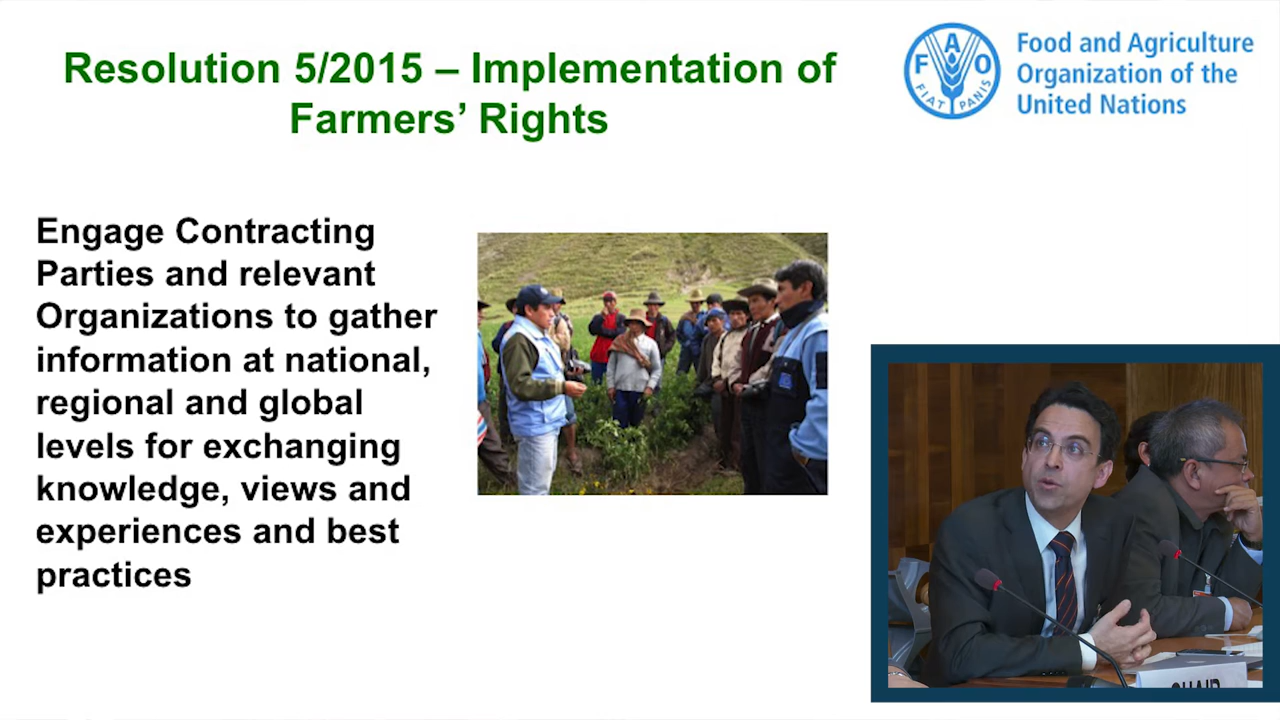 Resolution 5/2015 – Implementation of
Farmers’ Rights
F A O
FIAT PANIS
Food and Agriculture
Organization of the
United Nations
Engage Contracting
Parties and relevant
Organizations to gather
information at national,
regional and global
levels for exchanging
knowledge, views and
experiences and best
practices
CHAIR